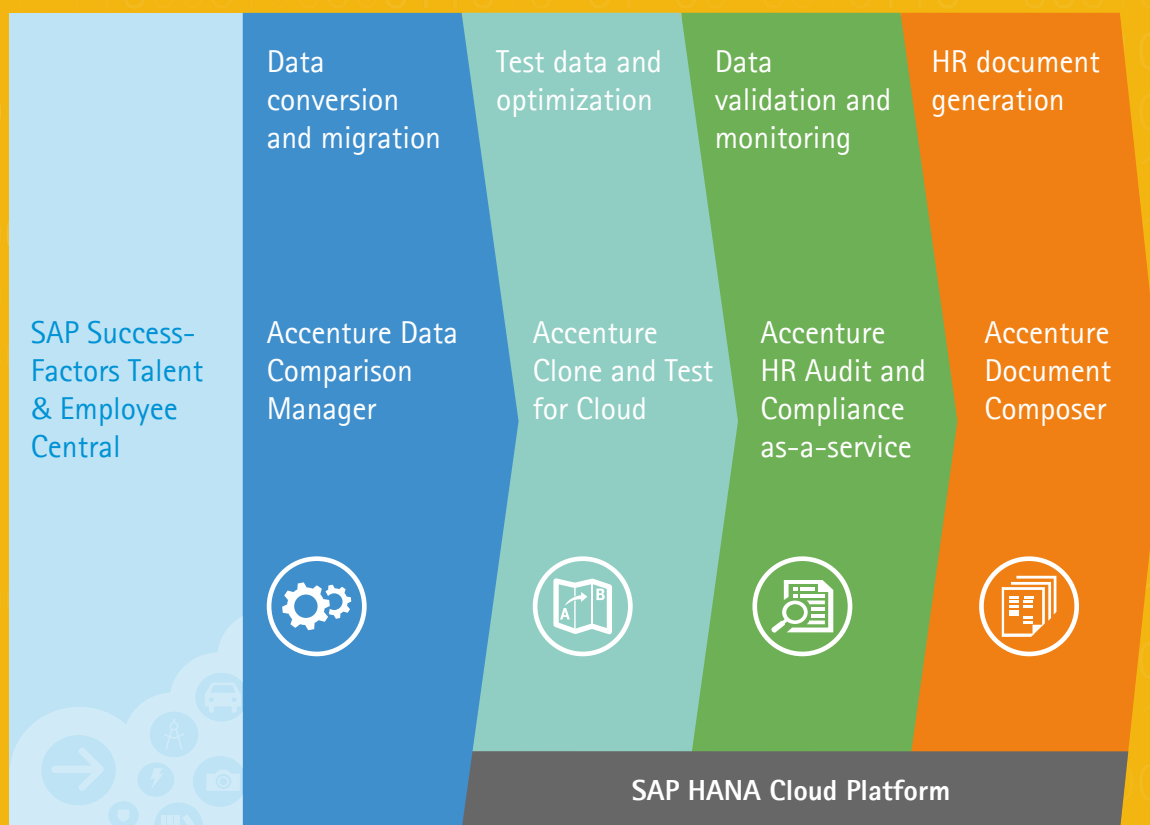 Data
conversion
and migration
Test data and
optimization
Data
validation and
monitoring
HR document
generation
SAP Success-
Factors Talent
& Employee
Central
Accenture Data
Comparison
Manager
Accenture
Clone and Test
for Cloud
Accenture
HR Audit and
Compliance
as-a-service
Accenture
Document
Composer
A
B
SAP HANA Cloud Platform